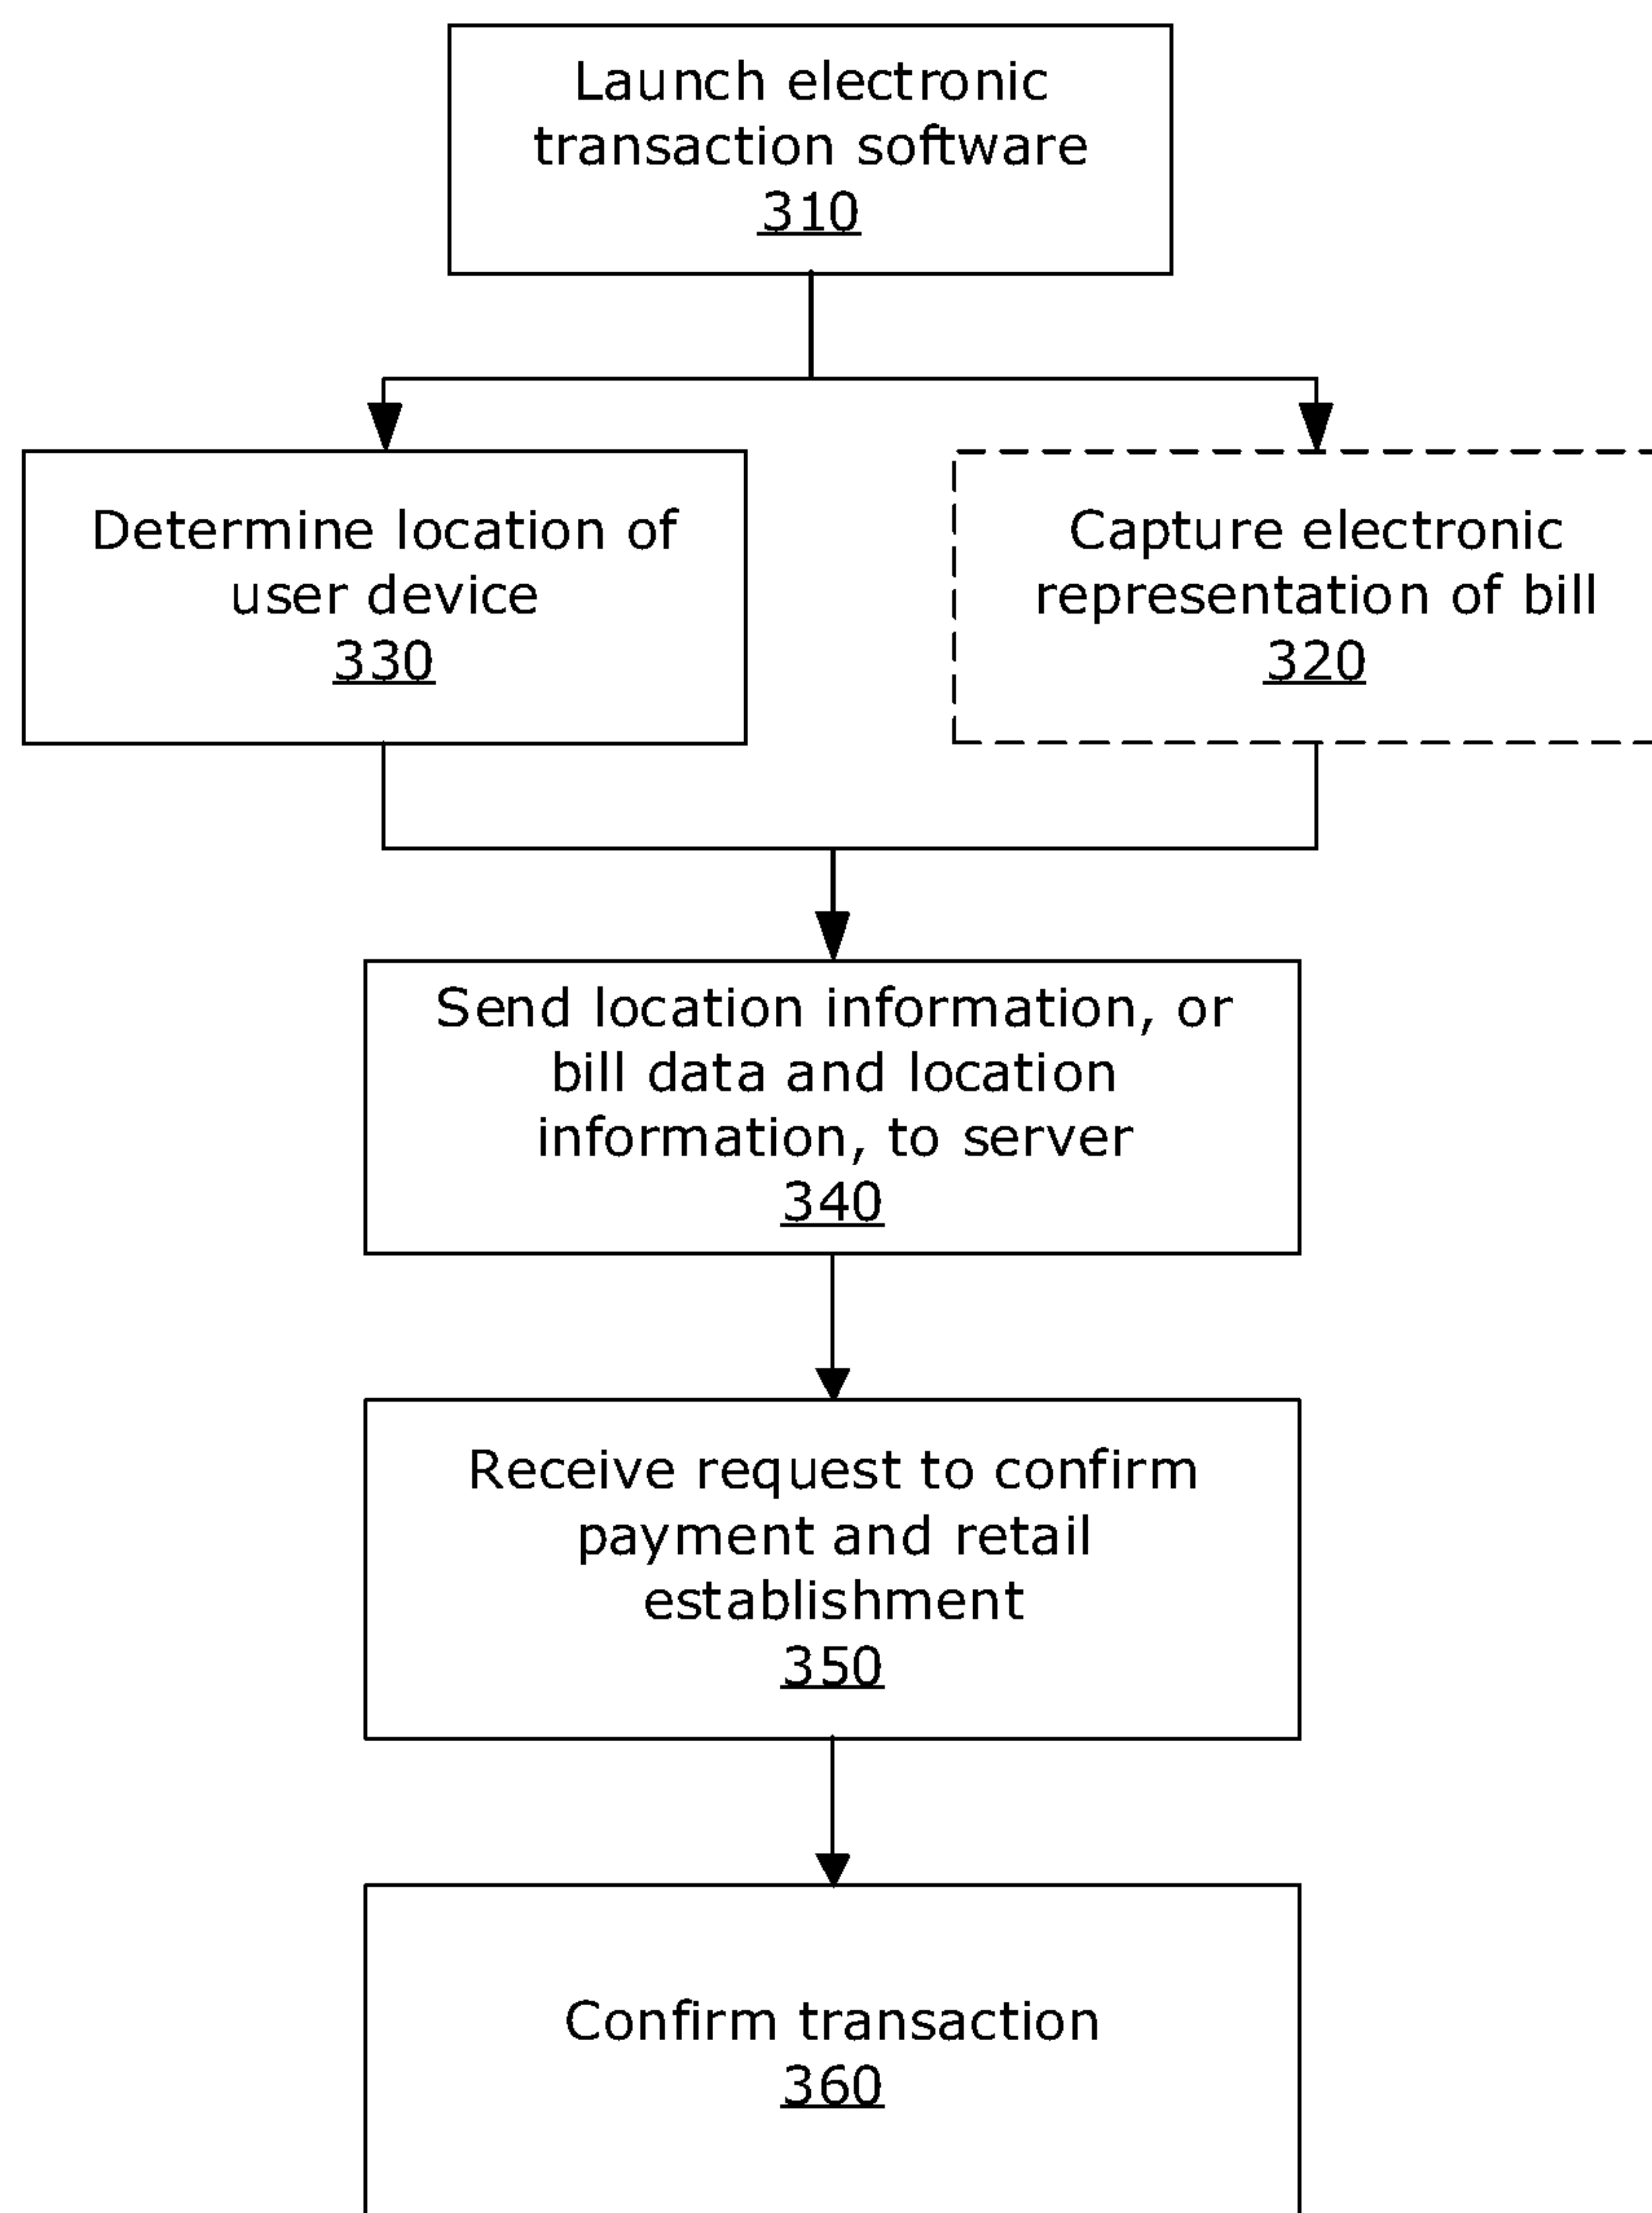 Launch electronic
transaction software
310
Determine location of
user device
330
Capture electronic
representation of bill
320
Send location information, or
bill data and location
information, to server
340
Receive request to confirm
payment and retail
establishment
350
Confirm transaction
360